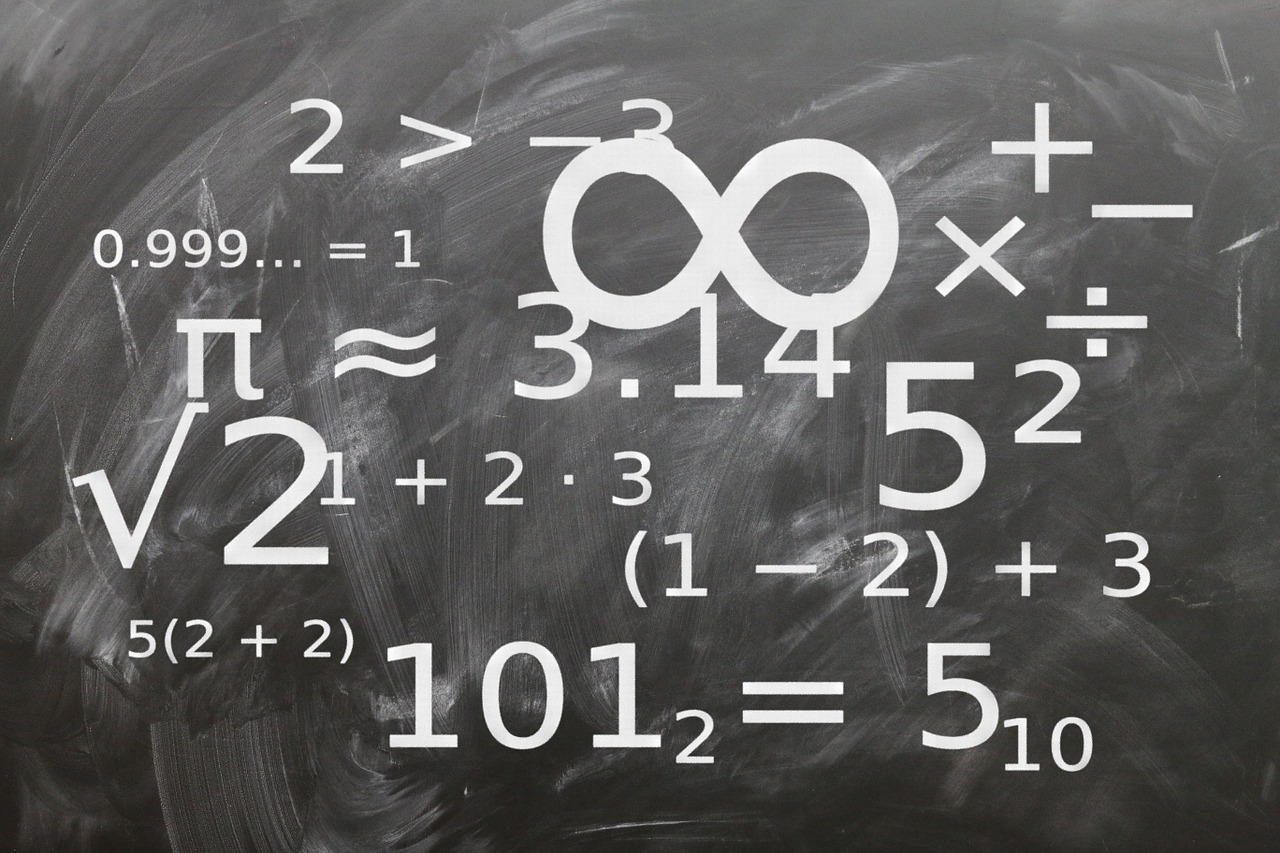 2 > −3
∞
+
−
×
÷
0.999... = 1
π ≈ 3.14
5²
√2
1 + 2 · 3
(1 − 2) + 3
5(2 + 2)
101₂ = 5₁₀